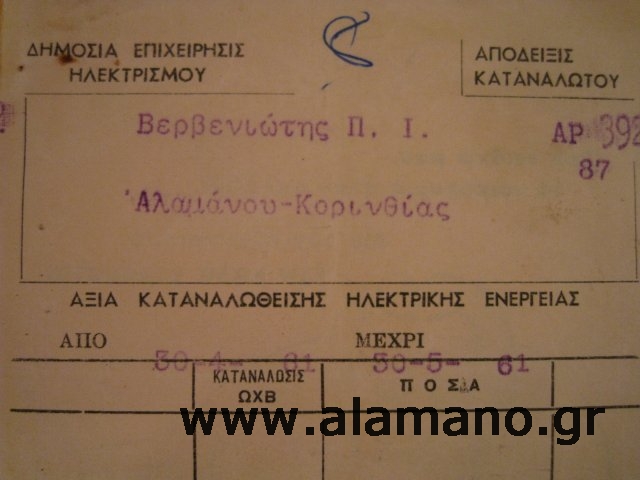 ΔΗΜΟΣΙΑ ΕΠΙΧΕΙΡΗΣΙΣ
ΗΛΕΚΤΡΙΣΜΟΥ
ΑΠΟΔΕΙΞΙΣ
ΚΑΤΑΝΑΛΩΤΟΥ
Βερβενιώτης Π. Ι.
ΑΡ 392
87
Ἀλαμάνου-Κορινθίας
ΑΞΙΑ ΚΑΤΑΝΑΛΩΘΕΙΣΗΣ ΗΛΕΚΤΡΙΚΗΣ ΕΝΕΡΓΕΙΑΣ
ΑΠΟ ΜΕΧΡΙ
30-4- 61 30-5- 61
ΚΑΤΑΝΑΛΩΣΙΣ
ΩΧΒ
ΠΟΣΑ
www.alamano.gr